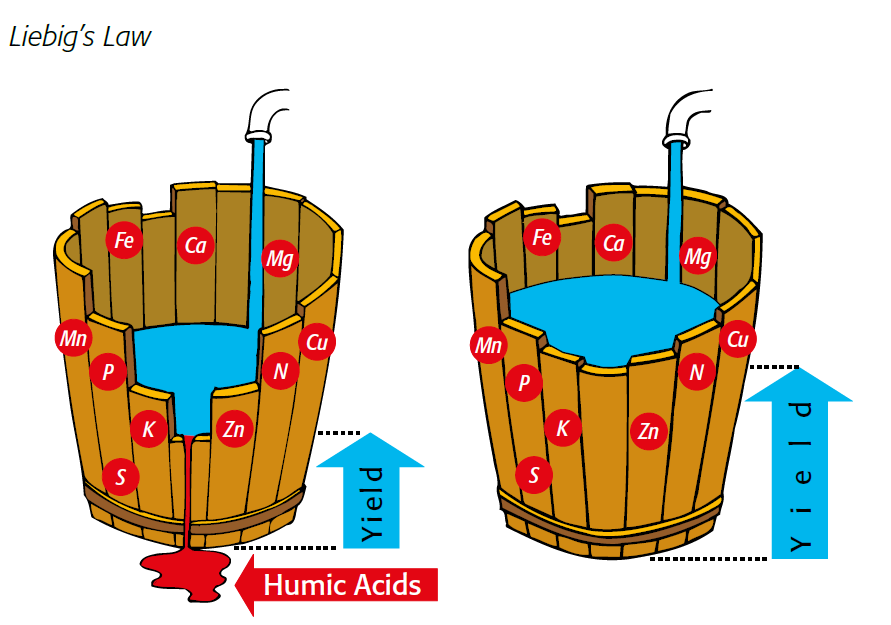 Liebig's Law
Fe
Ca
Mg
Mn
P
K
S
Zn
N
Cu
Yield
Humic Acids
Fe
Ca
Mg
Mn
P
K
S
Zn
N
Cu
Yield